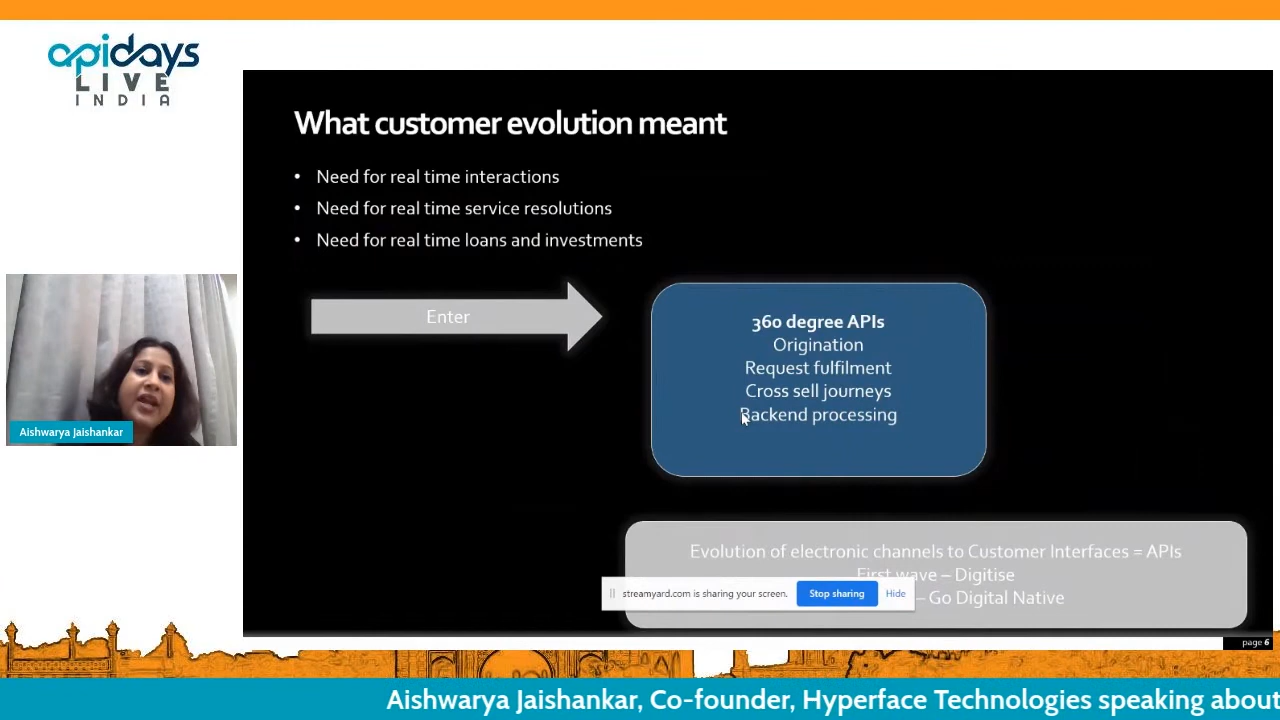 apidays
LIVE
INDIA
What customer evolution meant
• Need for real time interactions
• Need for real time service resolutions
• Need for real time loans and investments
Enter
360 degree APIs
Origination
Request fulfilment
Cross sell journeys
Backend processing
Aishwarya Jaishankar
Evolution of electronic channels to Customer Interfaces = APIs
First wave – Digitise
– Go Digital Native
streamyard.com is sharing your screen.
Stop sharing
Hide
page 6
Aishwarya Jaishankar, Co-founder, Hyperface Technologies speaking about